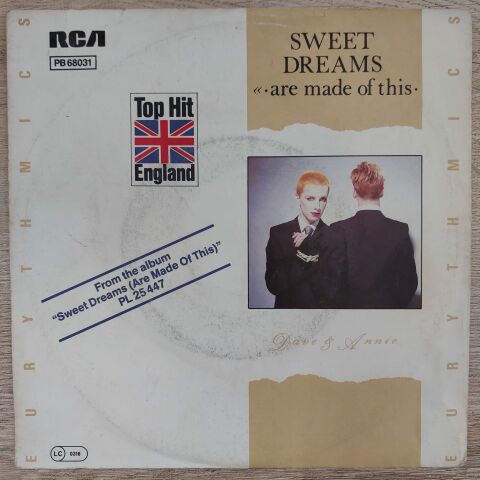 RCA
PB 68031
SWEET
DREAMS
«·are made of this·
Top Hit
England
From the album
"Sweet Dreams (Are Made Of This)"
PL 25 447
Dave & Annie
EURYTHMICS
EURYTHMICS
LC 0316